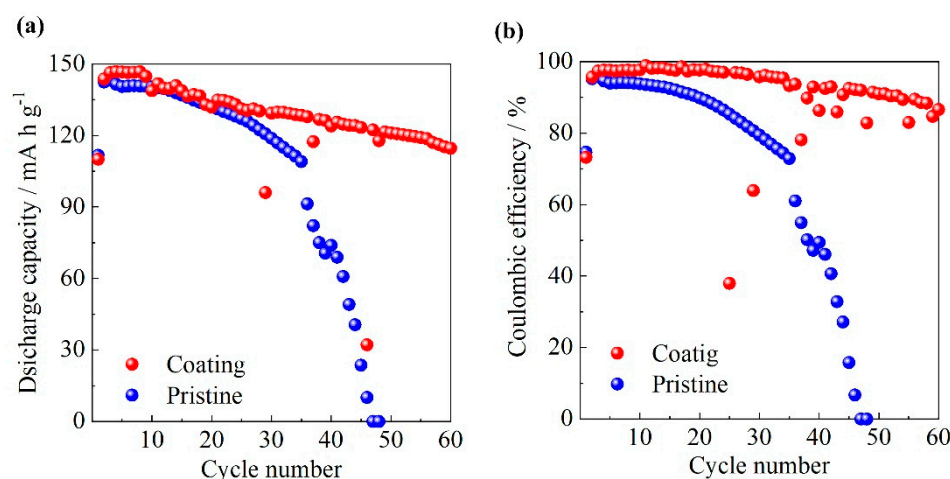 (a)
Dsicharge capacity / mA h g⁻¹
150
120
90
60
30
0
Coating
Pristine
10 20 30 40 50 60
Cycle number
(b)
Coulombic efficiency / %
100
80
60
40
20
0
Coatig
Pristine
10 20 30 40 50 60
Cycle number